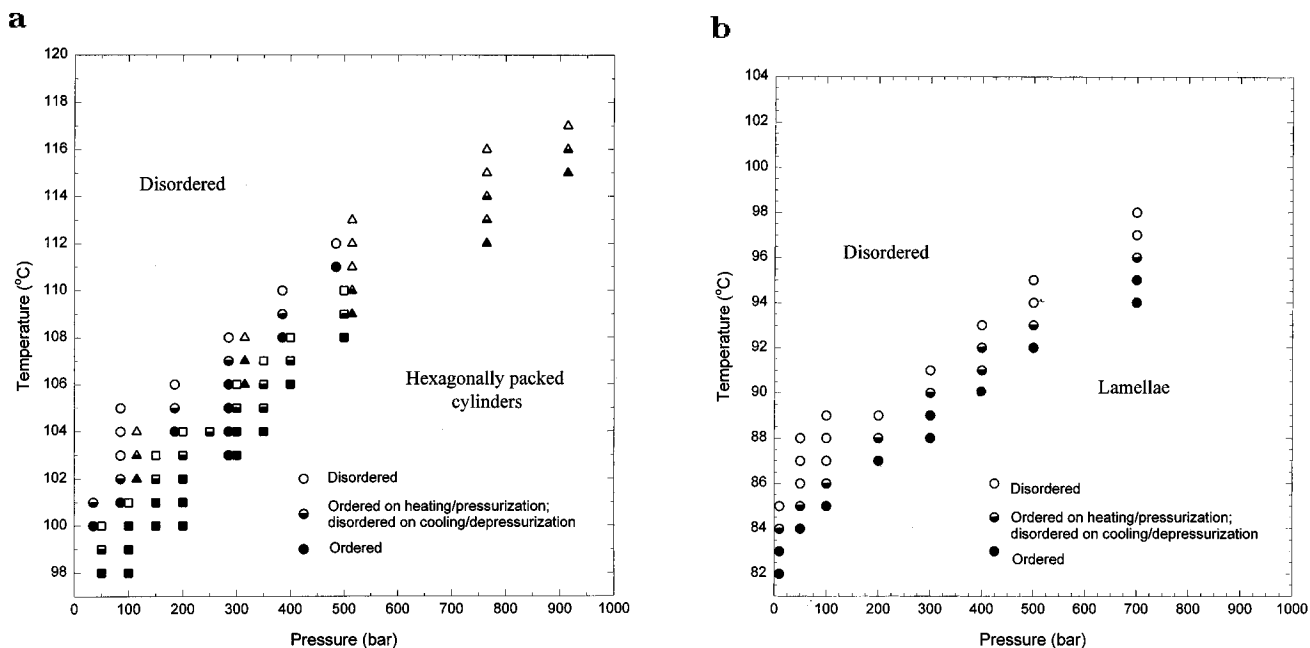 a
120
118
116
114
112
110
108
106
104
102
100
98
Temperature (°C)
Disordered
Hexagonally packed
cylinders
Disordered
Ordered on heating/pressurization;
disordered on cooling/depressurization
Ordered
0 100 200 300 400 500 600 700 800 900 1000
Pressure (bar)
b
104
102
100
98
96
94
92
90
88
86
84
82
Temperature (°C)
Disordered
Lamellae
Disordered
Ordered on heating/pressurization;
disordered on cooling/depressurization
Ordered
0 100 200 300 400 500 600 700 800 900 1000
Pressure (bar)